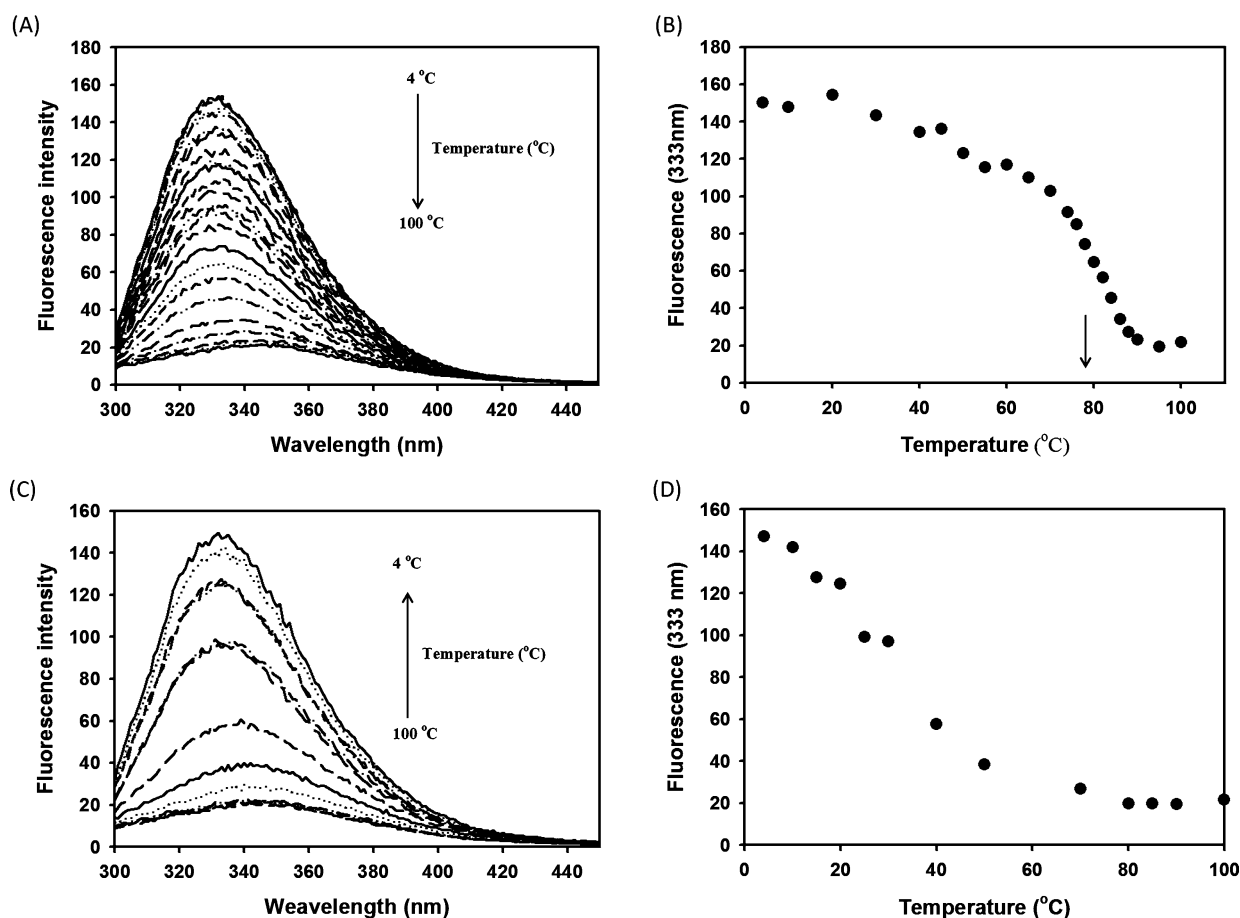 (A)
180
160
140
120
100
80
60
40
20
0
300 320 340 360 380 400 420 440
Fluorescence intensity
Wavelength (nm)
4 °C
Temperature (°C)
100 °C
(B)
180
160
140
120
100
80
60
40
20
0
0 20 40 60 80 100
Fluorescence (333nm)
Temperature (°C)
(C)
160
140
120
100
80
60
40
20
0
300 320 340 360 380 400 420 440
Fluorescence intensity
Weavelength (nm)
4 °C
Temperature (°C)
100 °C
(D)
160
140
120
100
80
60
40
20
0
0 20 40 60 80 100
Fluorescence (333 nm)
Temperature (°C)